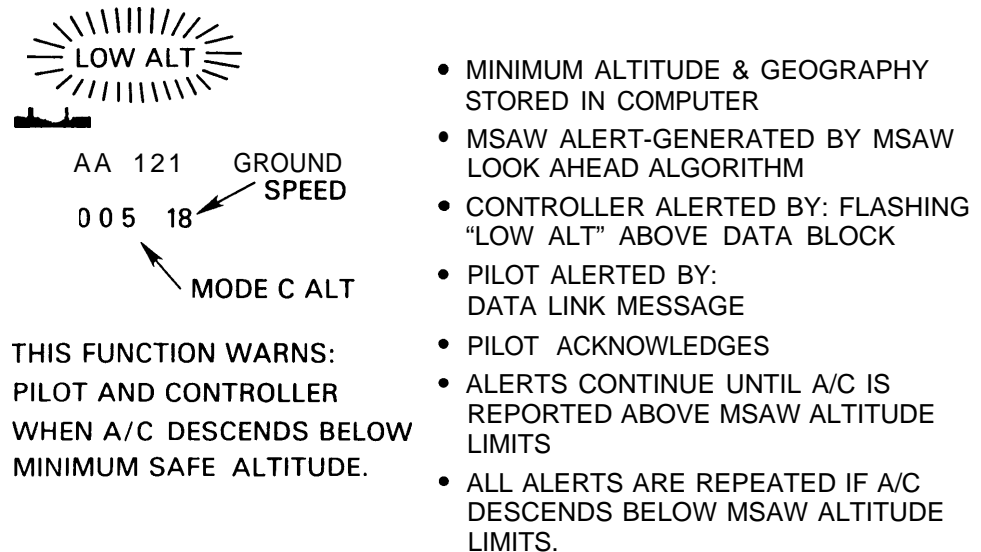 LOW ALT
AA 121 GROUND
SPEED
005 18
MODE C ALT
THIS FUNCTION WARNS:
PILOT AND CONTROLLER
WHEN A/C DESCENDS BELOW
MINIMUM SAFE ALTITUDE.
• MINIMUM ALTITUDE & GEOGRAPHY
STORED IN COMPUTER
• MSAW ALERT-GENERATED BY MSAW
LOOK AHEAD ALGORITHM
• CONTROLLER ALERTED BY: FLASHING
“LOW ALT” ABOVE DATA BLOCK
• PILOT ALERTED BY:
DATA LINK MESSAGE
• PILOT ACKNOWLEDGES
• ALERTS CONTINUE UNTIL A/C IS
REPORTED ABOVE MSAW ALTITUDE
LIMITS
• ALL ALERTS ARE REPEATED IF A/C
DESCENDS BELOW MSAW ALTITUDE
LIMITS.